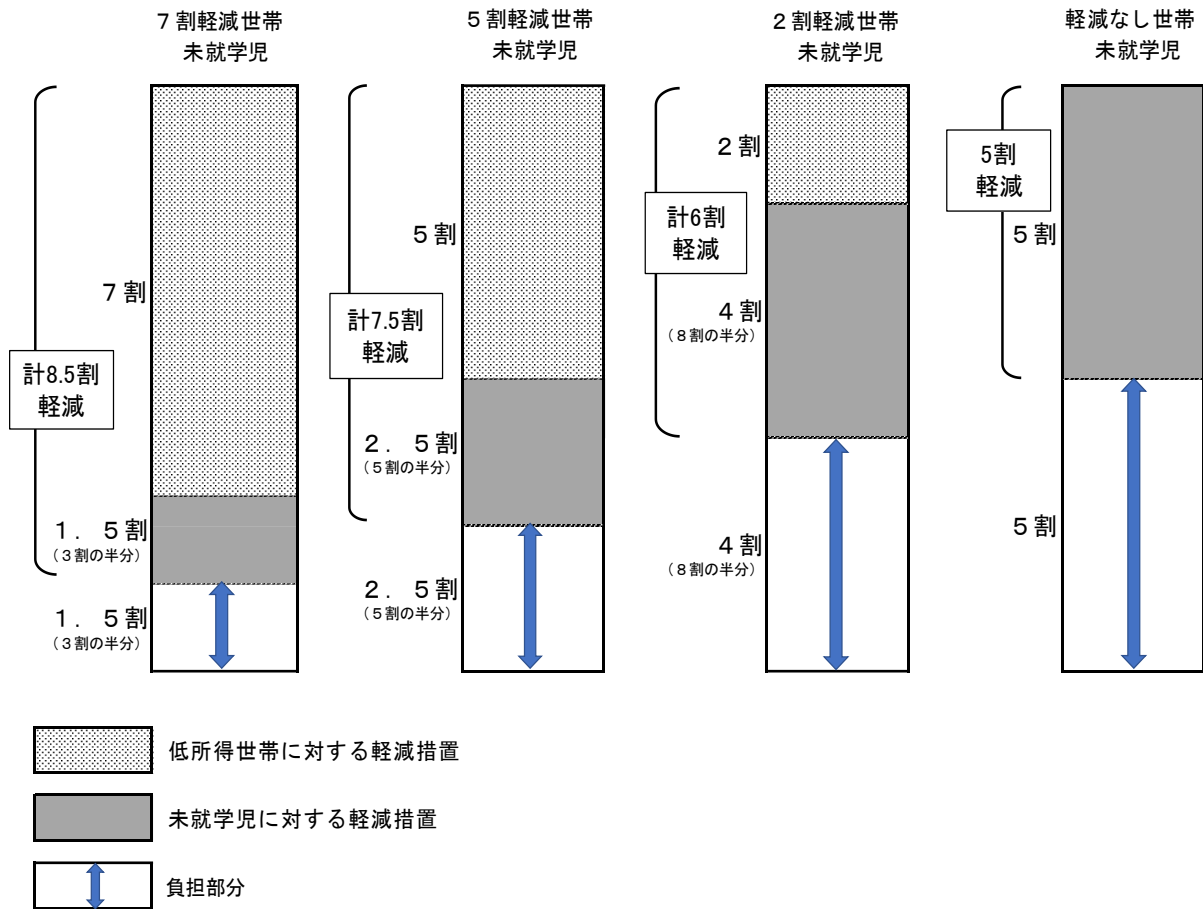 ７割軽減世帯
未就学児
計8.5割
軽減
７割
１．５割
（３割の半分）
１．５割
（３割の半分）
５割軽減世帯
未就学児
計7.5割
軽減
５割
２．５割
（５割の半分）
２．５割
（５割の半分）
２割軽減世帯
未就学児
計6割
軽減
２割
４割
（８割の半分）
４割
（８割の半分）
軽減なし世帯
未就学児
5割
軽減
５割
５割
低所得世帯に対する軽減措置
未就学児に対する軽減措置
負担部分